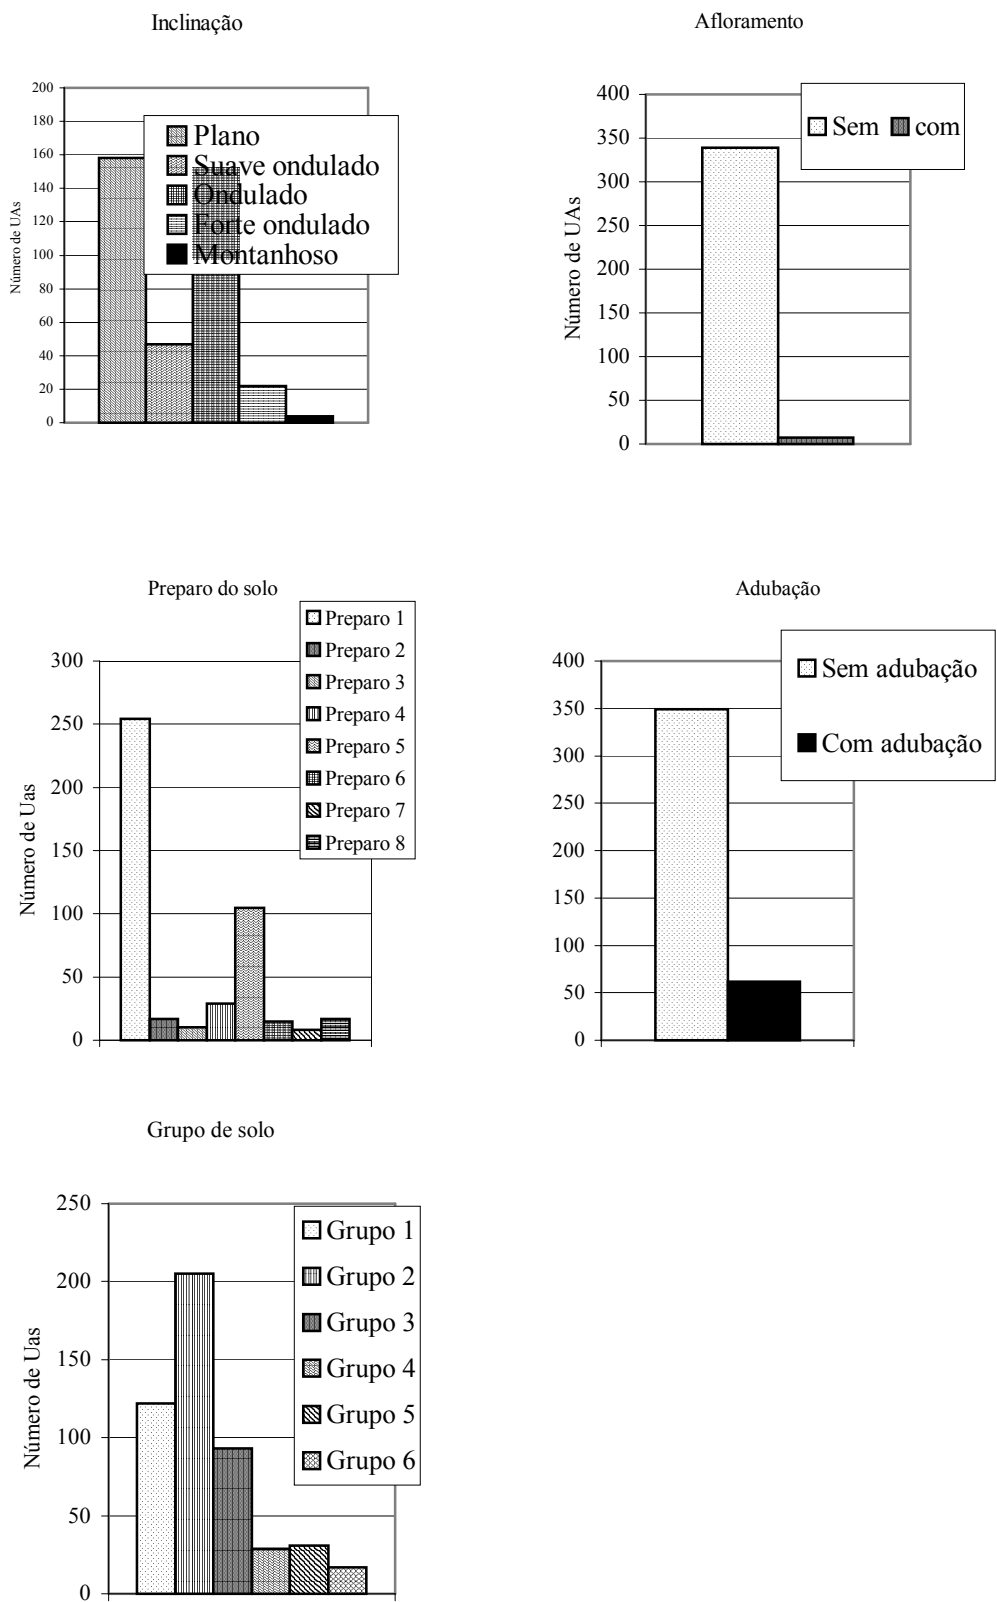 Inclinação
Número de UAs
200
180
160
140
120
100
80
60
40
20
0
Plano
Suave ondulado
Ondulado
Forte ondulado
Montanhoso
Afloramento
Número de UAs
400
350
300
250
200
150
100
50
0
Sem com
Preparo do solo
Número de Uas
300
250
200
150
100
50
0
Preparo 1
Preparo 2
Preparo 3
Preparo 4
Preparo 5
Preparo 6
Preparo 7
Preparo 8
Adubação
400
350
300
250
200
150
100
50
0
Sem adubação
Com adubação
Grupo de solo
Número de Uas
250
200
150
100
50
0
Grupo 1
Grupo 2
Grupo 3
Grupo 4
Grupo 5
Grupo 6